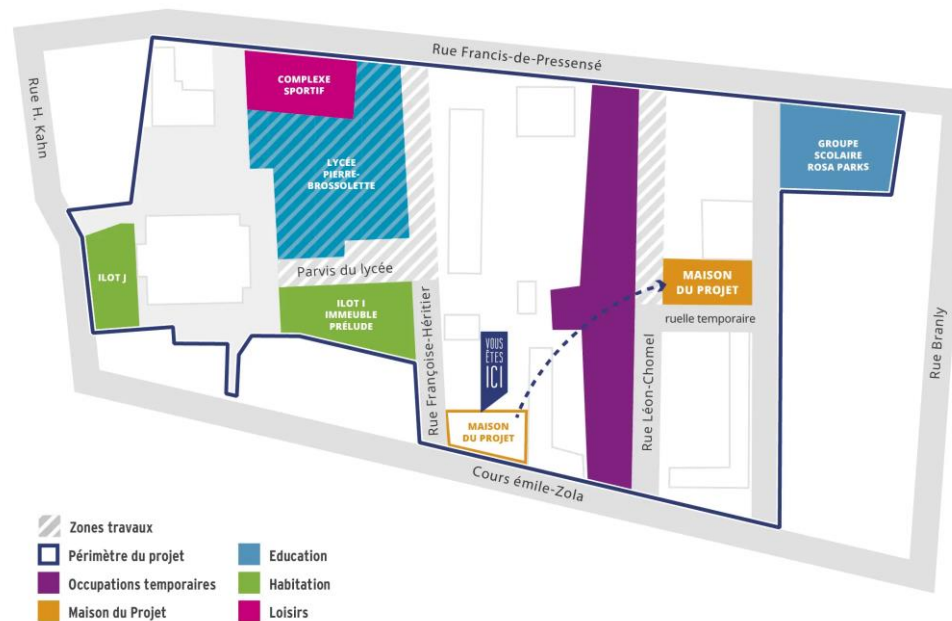 Rue Francis-de-Pressensé
Rue H. Kahn
COMPLEXE
SPORTIF
LYCÉE
PIERRE-
BROSSOLETTE
GROUPE
SCOLAIRE
ROSA PARKS
Parvis du lycée
ILOT J
ILOT I
IMMEUBLE
PRÉLUDE
MAISON
DU PROJET
ruelle temporaire
VOUS
ÊTES
ICI
Rue Françoise-Héritier
Rue Léon-Chomel
Rue Branly
MAISON
DU PROJET
Cours émile-Zola
Zones travaux
Périmètre du projet
Occupations temporaires
Maison du Projet
Education
Habitation
Loisirs